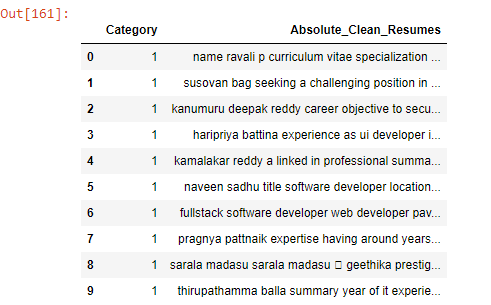 Out[161]:
Category Absolute_Clean_Resumes
0 1 name ravali p curriculum vitae specialization ...
1 1 susovan bag seeking a challenging position in ...
2 1 kanumuru deepak reddy career objective to secu...
3 1 haripriya battina experience as ui developer i...
4 1 kamalakar reddy a linked in professional summa...
5 1 naveen sadhu title software developer location...
6 1 fullstack software developer web developer pav...
7 1 pragnya pattnaik expertise having around years...
8 1 sarala madasu sarala madasu  geethika prestig...
9 1 thirupathamma balla summary year of it experie...